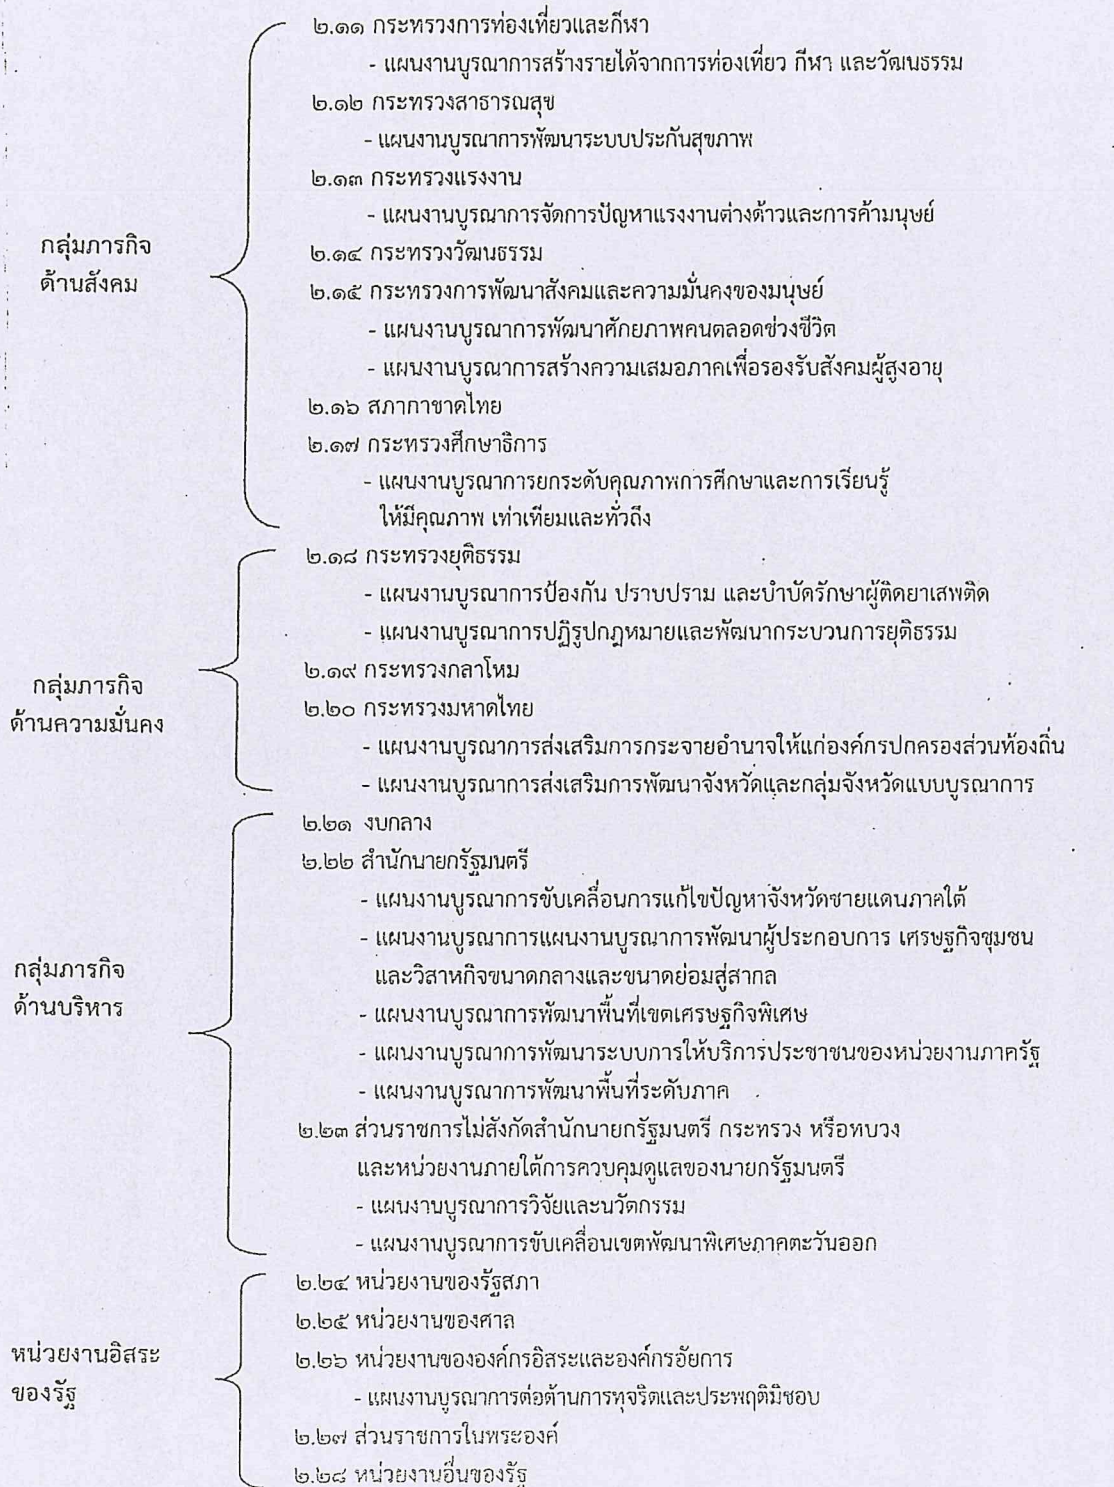 ๒.๑๑ กระทรวงการท่องเที่ยวและกีฬา
- แผนงานบูรณาการสร้างรายได้จากการท่องเที่ยว กีฬา และวัฒนธรรม
๒.๑๒ กระทรวงสาธารณสุข
- แผนงานบูรณาการพัฒนาระบบประกันสุขภาพ
๒.๑๓ กระทรวงแรงงาน
- แผนงานบูรณาการจัดการปัญหาแรงงานต่างด้าวและการค้ามนุษย์
กลุ่มภารกิจ
ด้านสังคม
๒.๑๔ กระทรวงวัฒนธรรม
๒.๑๕ กระทรวงการพัฒนาสังคมและความมั่นคงของมนุษย์
- แผนงานบูรณาการพัฒนาศักยภาพคนตลอดช่วงชีวิต
- แผนงานบูรณาการสร้างความเสมอภาคเพื่อรองรับสังคมผู้สูงอายุ
๒.๑๖ สภากาชาดไทย
๒.๑๗ กระทรวงศึกษาธิการ
- แผนงานบูรณาการยกระดับคุณภาพการศึกษาและการเรียนรู้
ให้มีคุณภาพ เท่าเทียมและทั่วถึง
๒.๑๘ กระทรวงยุติธรรม
- แผนงานบูรณาการป้องกัน ปราบปราม และบำบัดรักษาผู้ติดยาเสพติด
- แผนงานบูรณาการปฏิรูปกฎหมายและพัฒนากระบวนการยุติธรรม
กลุ่มภารกิจ
ด้านความมั่นคง
๒.๑๙ กระทรวงกลาโหม
๒.๒๐ กระทรวงมหาดไทย
- แผนงานบูรณาการส่งเสริมการกระจายอำนาจให้แก่องค์กรปกครองส่วนท้องถิ่น
- แผนงานบูรณาการส่งเสริมการพัฒนาจังหวัดและกลุ่มจังหวัดแบบบูรณาการ
๒.๒๑ งบกลาง
๒.๒๒ สำนักนายกรัฐมนตรี
- แผนงานบูรณาการขับเคลื่อนการแก้ไขปัญหาจังหวัดชายแดนภาคใต้
- แผนงานบูรณาการแผนงานบูรณาการพัฒนาผู้ประกอบการ เศรษฐกิจชุมชน
และวิสาหกิจขนาดกลางและขนาดย่อมสู่สากล
กลุ่มภารกิจ
ด้านบริหาร
- แผนงานบูรณาการพัฒนาพื้นที่เขตเศรษฐกิจพิเศษ
- แผนงานบูรณาการพัฒนาระบบการให้บริการประชาชนของหน่วยงานภาครัฐ
- แผนงานบูรณาการพัฒนาพื้นที่ระดับภาค
๒.๒๓ ส่วนราชการไม่สังกัดสำนักนายกรัฐมนตรี กระทรวง หรือทบวง
และหน่วยงานภายใต้การควบคุมดูแลของนายกรัฐมนตรี
- แผนงานบูรณาการวิจัยและนวัตกรรม
- แผนงานบูรณาการขับเคลื่อนเขตพัฒนาพิเศษภาคตะวันออก
๒.๒๔ หน่วยงานของรัฐสภา
๒.๒๕ หน่วยงานของศาล
หน่วยงานอิสระ
ของรัฐ
๒.๒๖ หน่วยงานขององค์กรอิสระและองค์กรอัยการ
- แผนงานบูรณาการต่อต้านการทุจริตและประพฤติมิชอบ
๒.๒๗ ส่วนราชการในพระองค์
๒.๒๘ หน่วยงานอื่นของรัฐ